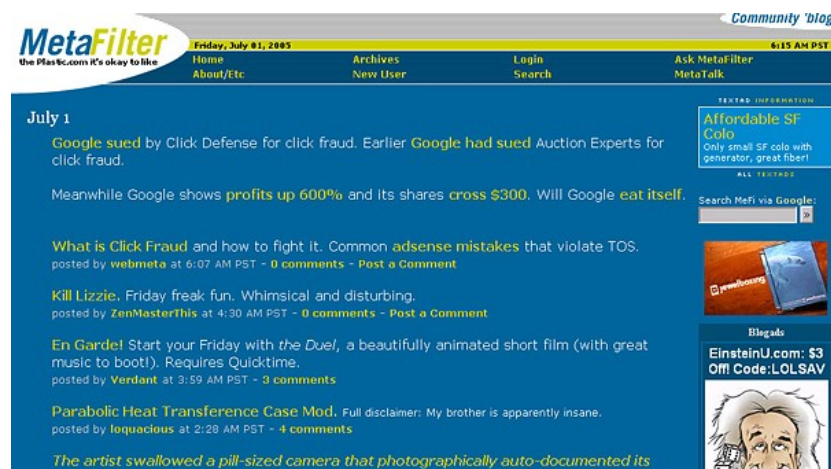 Community 'blog
MetaFilter
Friday, July 01, 2005
6:15 AM PST
the Plastic.com it's okay to like
Home Archives Login Ask MetaFilter
About/Etc New User Search MetaTalk
TEXTAD INFORMATION
July 1
Affordable SF
Colo
Only small SF colo with
generator, great fiber!
ALL TEXTADS
Google sued by Click Defense for click fraud. Earlier Google had sued Auction Experts for
click fraud.
Meanwhile Google shows profits up 600% and its shares cross $300. Will Google eat itself.
Search MeFi via Google:
»
What is Click Fraud and how to fight it. Common adsense mistakes that violate TOS.
posted by webmeta at 6:07 AM PST - 0 comments - Post a Comment
jewelboxing
Kill Lizzie. Friday freak fun. Whimsical and disturbing.
posted by ZenMasterThis at 4:30 AM PST - 0 comments - Post a Comment
Blogads
En Garde! Start your Friday with the Duel, a beautifully animated short film (with great
music to boot!). Requires Quicktime.
posted by Verdant at 3:59 AM PST - 3 comments
EinsteinU.com: $3
Off! Code:LOLSAV
Parabolic Heat Transference Case Mod. Full disclaimer: My brother is apparently insane.
posted by loquacious at 2:28 AM PST - 4 comments
The artist swallowed a pill-sized camera that photographically auto-documented its